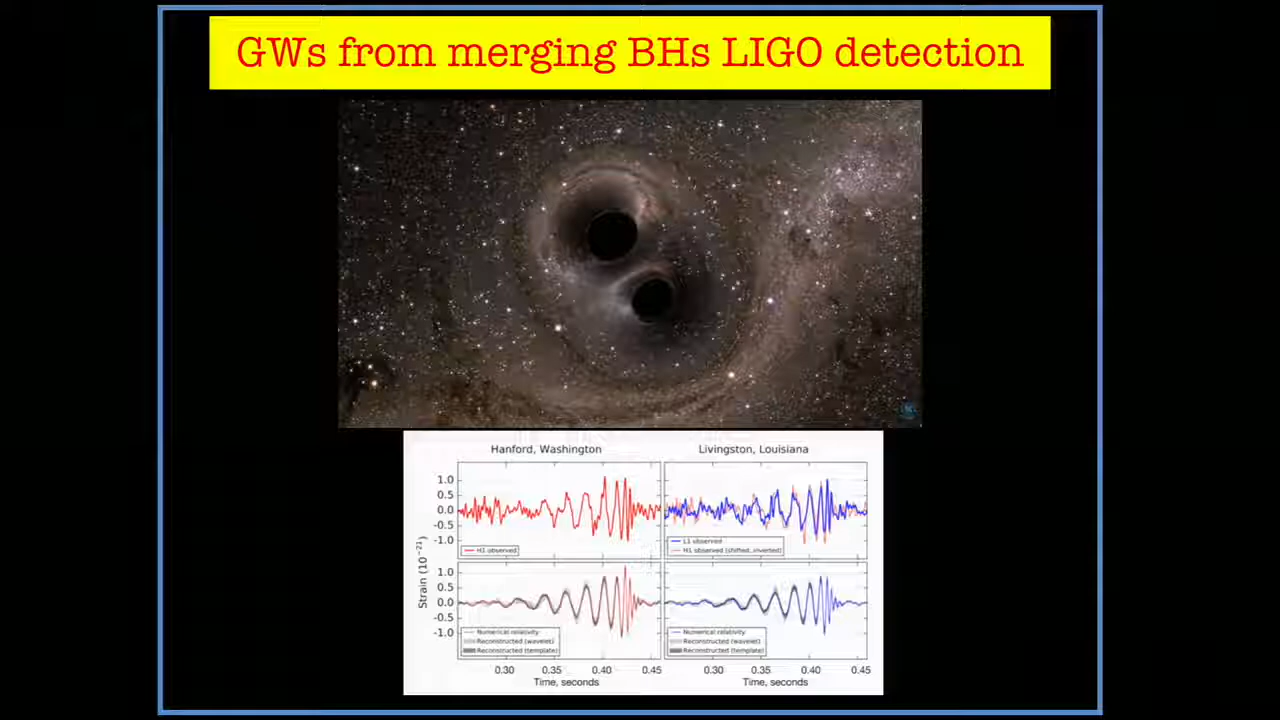 GWs from merging BHs LIGO detection
Hanford, Washington
Livingston, Louisiana
1.0
0.5
0.0
-0.5
-1.0
H1 observed
L1 observed
H1 observed (shifted, inverted)
Strain (10⁻²¹)
1.0
0.5
0.0
-0.5
-1.0
Numerical relativity
Reconstructed (wavelet)
Reconstructed (template)
Numerical relativity
Reconstructed (wavelet)
Reconstructed (template)
0.30 0.35 0.40 0.45
0.30 0.35 0.40 0.45
Time, seconds
Time, seconds